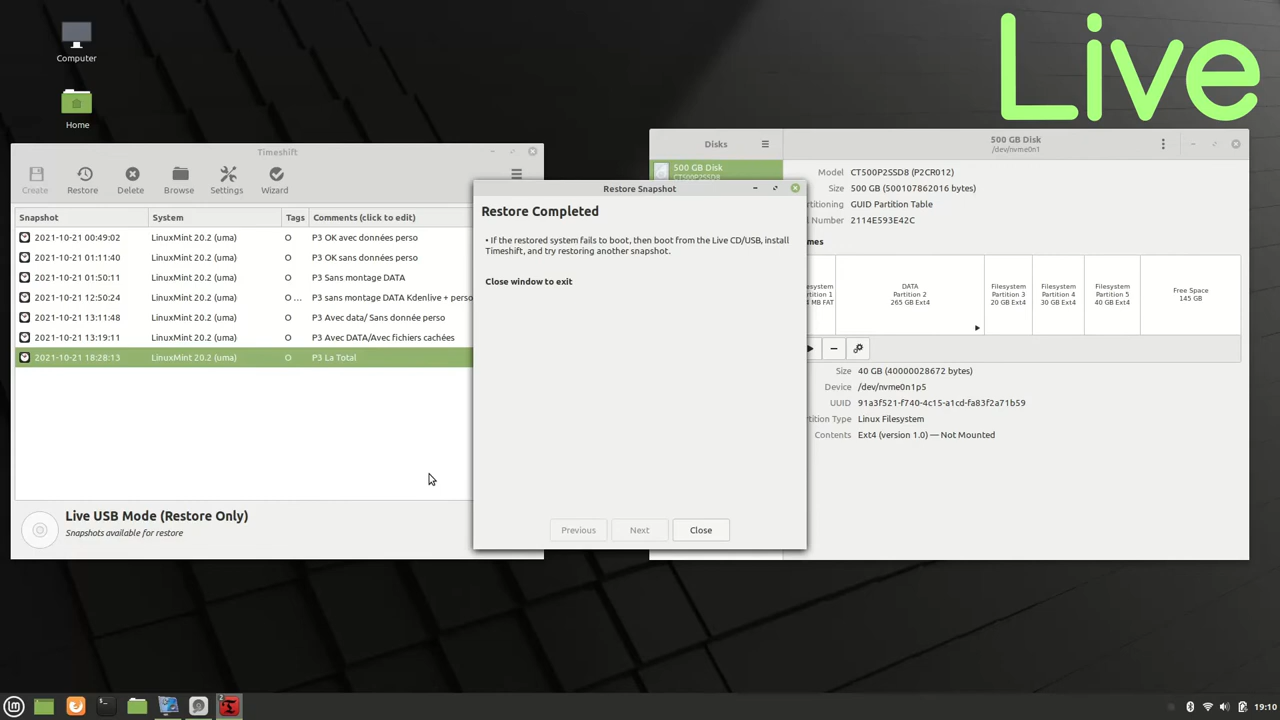 Live
Computer
Home
Timeshift
Create
Restore
Delete
Browse
Settings
Wizard
Snapshot System Tags Comments (click to edit)
2021-10-21 00:49:02 LinuxMint 20.2 (uma) O P3 OK avec données perso
2021-10-21 01:11:40 LinuxMint 20.2 (uma) O P3 OK sans données perso
2021-10-21 01:50:11 LinuxMint 20.2 (uma) O P3 Sans montage DATA
2021-10-21 12:50:24 LinuxMint 20.2 (uma) O ... P3 sans montage DATA Kdenlive + perso
2021-10-21 13:11:48 LinuxMint 20.2 (uma) O P3 Avec data/ Sans donnée perso
2021-10-21 13:19:11 LinuxMint 20.2 (uma) O P3 Avec DATA/Avec fichiers cachées
2021-10-21 18:28:13 LinuxMint 20.2 (uma) O P3 La Total
Live USB Mode (Restore Only)
Snapshots available for restore
Restore Snapshot
Restore Completed
• If the restored system fails to boot, then boot from the Live CD/USB, install
Timeshift, and try restoring another snapshot.
Close window to exit
Previous
Next
Close
Disks
500 GB Disk
/dev/nvme0n1
500 GB Disk
CT500P2SSD8
Model CT500P2SSD8 (P2CR012)
Size 500 GB (500107862016 bytes)
titioning GUID Partition Table
l Number 2114E593E42C
mes
esystem
tition 1
4 MB FAT
DATA
Partition 2
265 GB Ext4
Filesystem
Partition 3
20 GB Ext4
Filesystem
Partition 4
30 GB Ext4
Filesystem
Partition 5
40 GB Ext4
Free Space
145 GB
Size 40 GB (40000028672 bytes)
Device /dev/nvme0n1p5
UUID 91a3f521-f740-4c15-a1cd-fa83f2a71b59
tition Type Linux Filesystem
Contents Ext4 (version 1.0) — Not Mounted
2
19:10